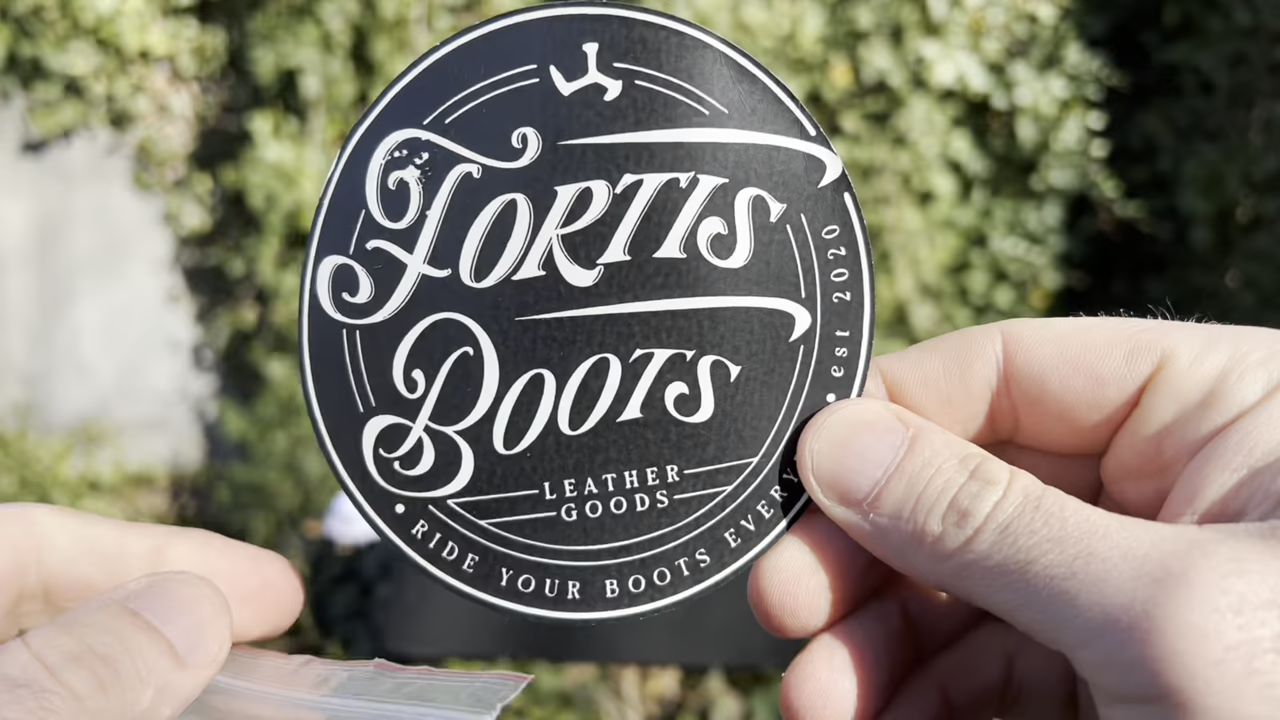 FORTIS
BOOTS
LEATHER
GOODS
• RIDE YOUR BOOTS EVERY
• est 2020